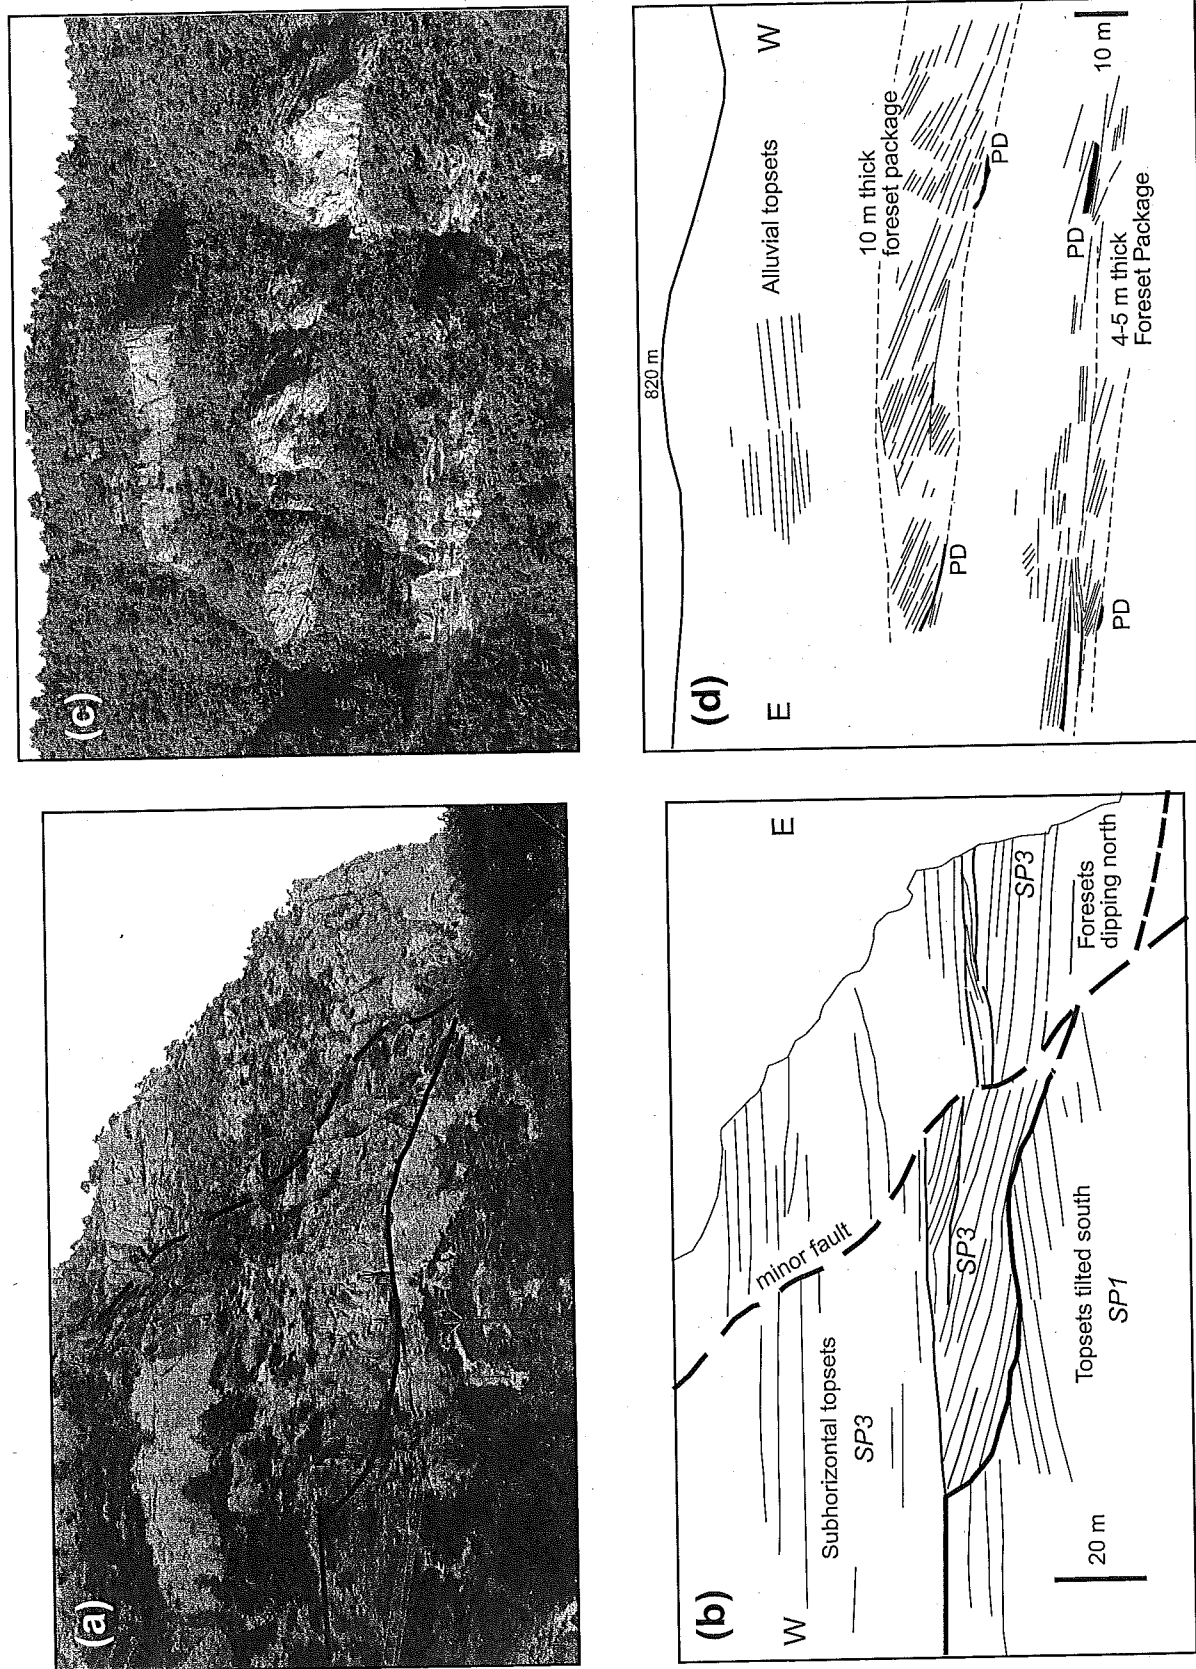 (a)
(c)
(b)
W
E
minor fault
Subhorizontal topsets
SP3
SP3
SP3
Foresets
dipping north
Topsets tilted south
SP1
20 m
(d)
E
W
820 m
Alluvial topsets
10 m thick
foreset package
PD
PD
PD
PD
4-5 m thick
Foreset Package
10 m